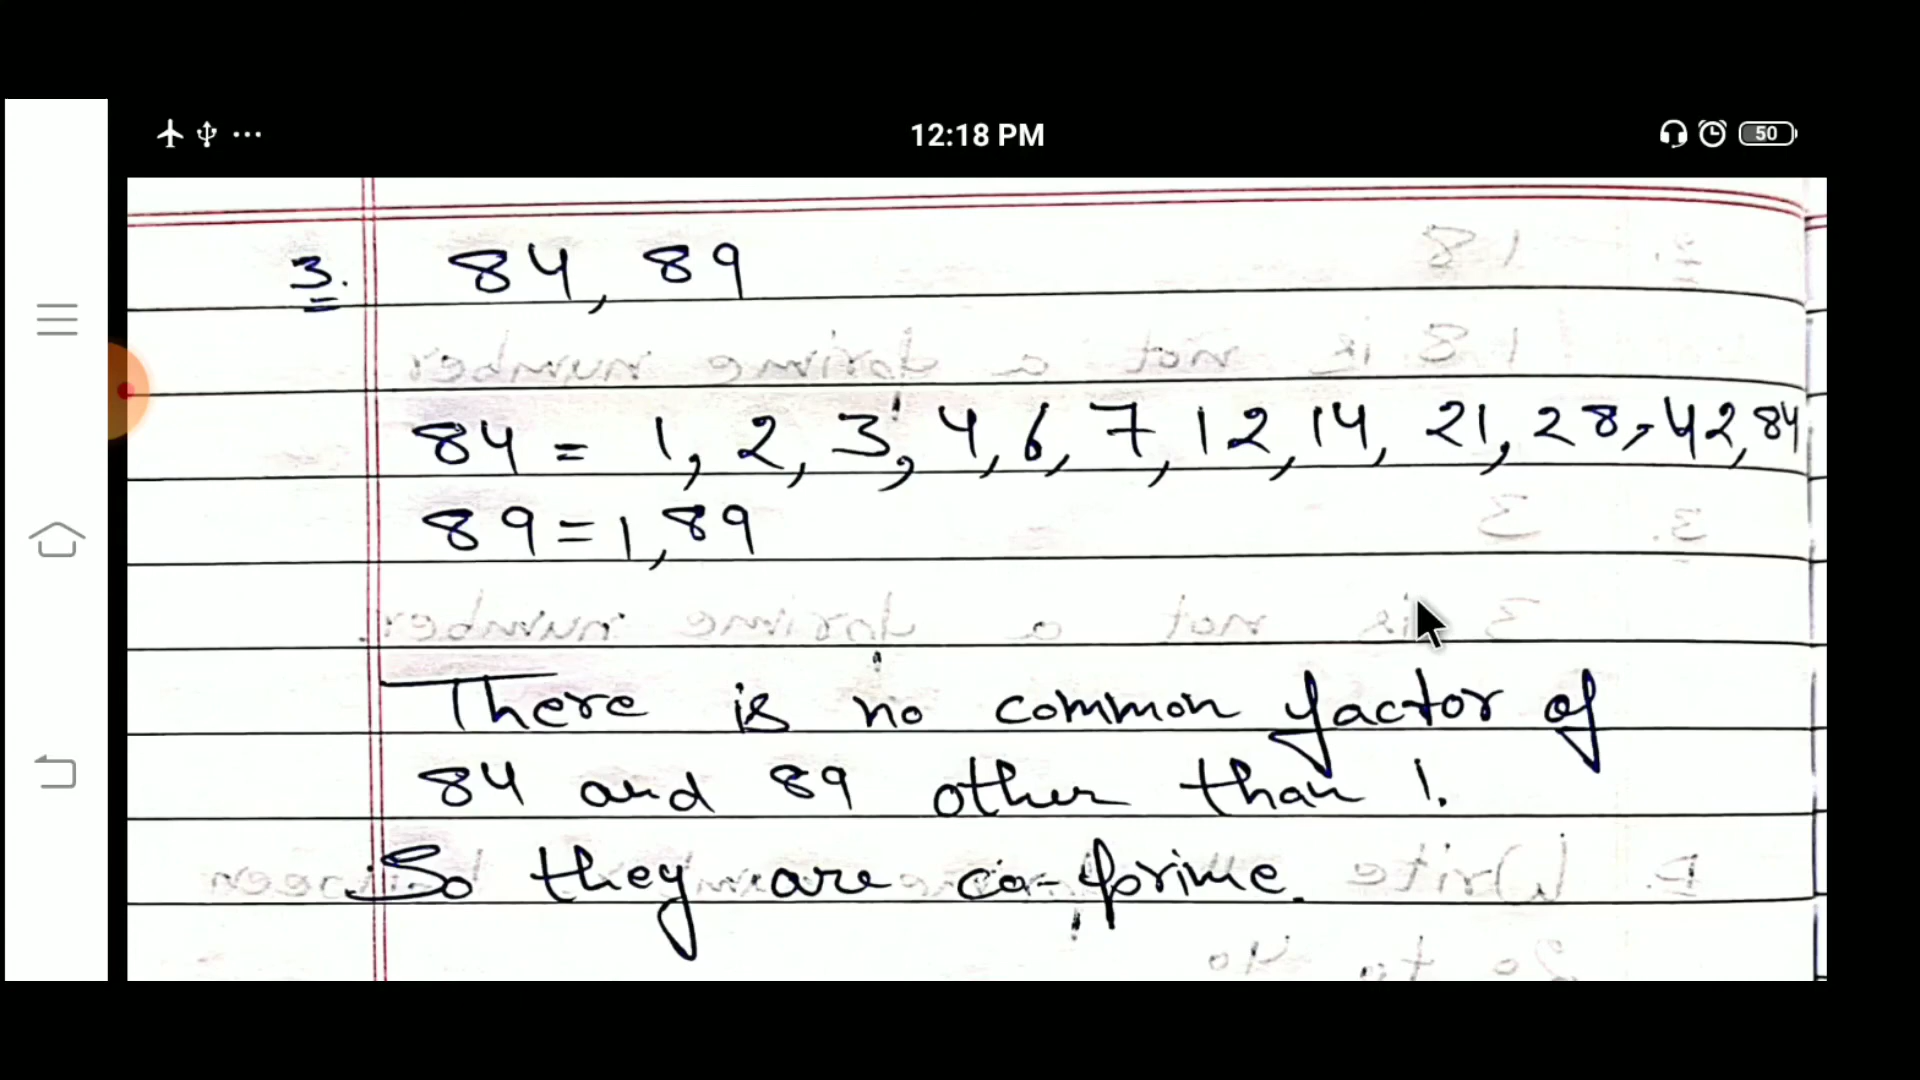 12:18 PM
50
3. 84, 89
84 = 1, 2, 3, 4, 6, 7, 12, 14, 21, 28, 42, 84
89 = 1, 89
There is no common factor of
84 and 89 other than 1.
So they are co-prime.